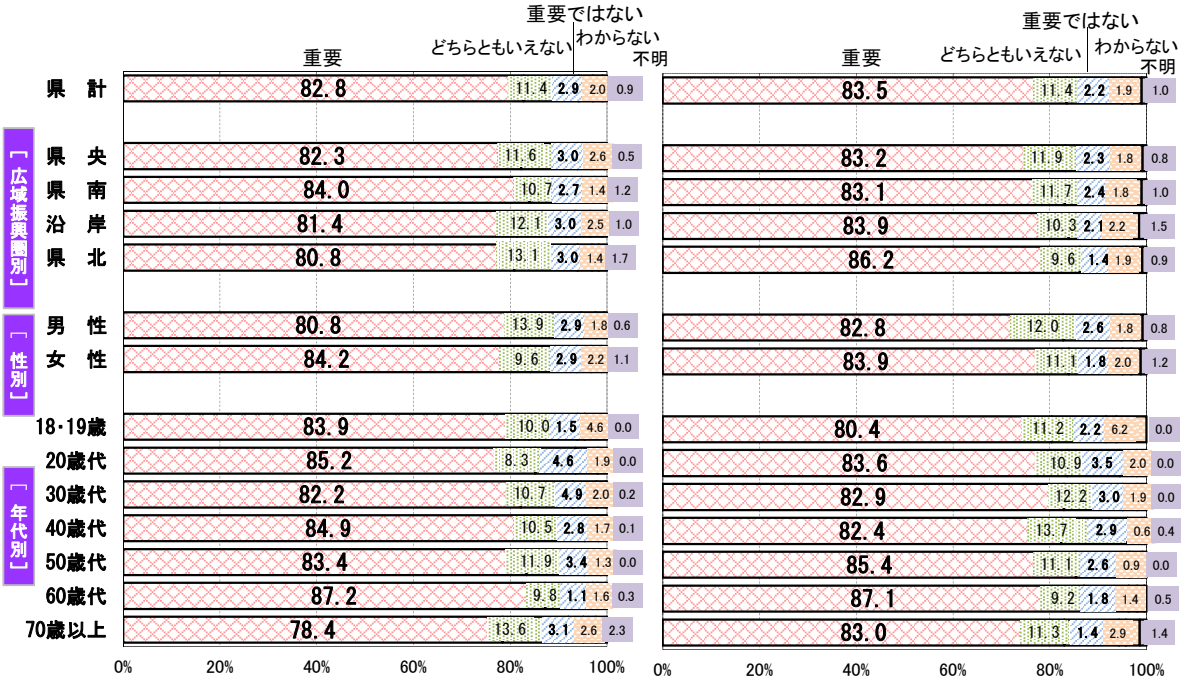 重要ではない
重要 どちらともいえない わからない 不明
重要ではない
重要 どちらともいえない わからない 不明
県 計 82.8 11.4 2.9 2.0 0.9 83.5 11.4 2.2 1.9 1.0
[広域振興圏別]
県 央 82.3 11.6 3.0 2.6 0.5 83.2 11.9 2.3 1.8 0.8
県 南 84.0 10.7 2.7 1.4 1.2 83.1 11.7 2.4 1.8 1.0
沿 岸 81.4 12.1 3.0 2.5 1.0 83.9 10.3 2.1 2.2 1.5
県 北 80.8 13.1 3.0 1.4 1.7 86.2 9.6 1.4 1.9 0.9
[性別]
男 性 80.8 13.9 2.9 1.8 0.6 82.8 12.0 2.6 1.8 0.8
女 性 84.2 9.6 2.9 2.2 1.1 83.9 11.1 1.8 2.0 1.2
[年代別]
18・19歳 83.9 10.0 1.5 4.6 0.0 80.4 11.2 2.2 6.2 0.0
20歳代 85.2 8.3 4.6 1.9 0.0 83.6 10.9 3.5 2.0 0.0
30歳代 82.2 10.7 4.9 2.0 0.2 82.9 12.2 3.0 1.9 0.0
40歳代 84.9 10.5 2.8 1.7 0.1 82.4 13.7 2.9 0.6 0.4
50歳代 83.4 11.9 3.4 1.3 0.0 85.4 11.1 2.6 0.9 0.0
60歳代 87.2 9.8 1.1 1.6 0.3 87.1 9.2 1.8 1.4 0.5
70歳以上 78.4 13.6 3.1 2.6 2.3 83.0 11.3 1.4 2.9 1.4
0% 20% 40% 60% 80% 100% 0% 20% 40% 60% 80% 100%